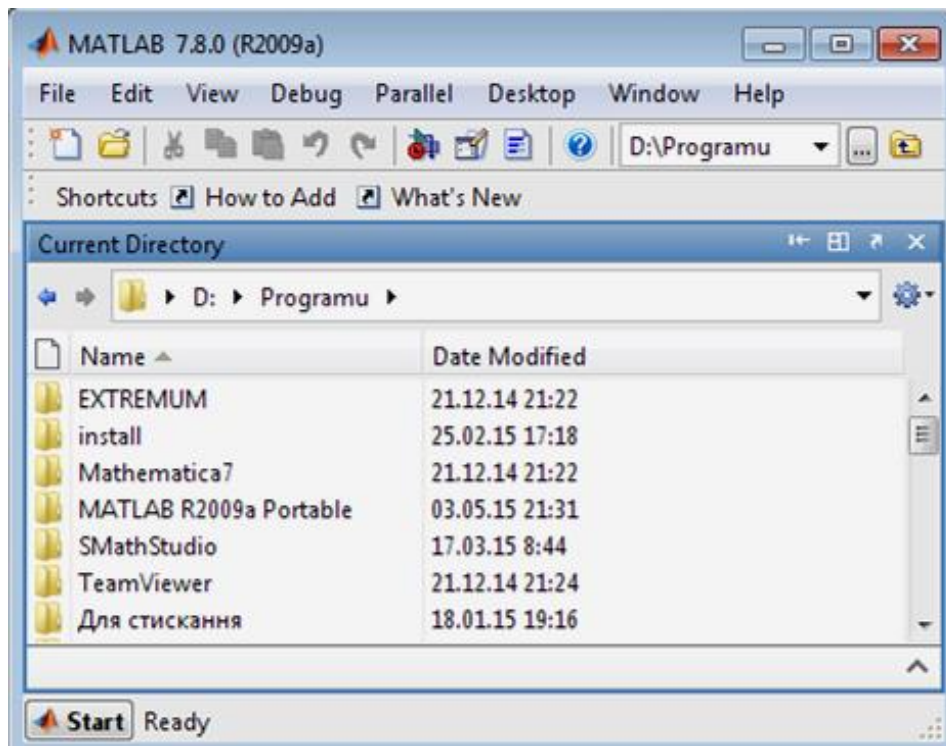 MATLAB 7.8.0 (R2009a)
File Edit View Debug Parallel Desktop Window Help
D:\Programu ...
Shortcuts How to Add What's New
Current Directory
D: Programu
Name Date Modified
EXTREMUM 21.12.14 21:22
install 25.02.15 17:18
Mathematica7 21.12.14 21:22
MATLAB R2009a Portable 03.05.15 21:31
SMathStudio 17.03.15 8:44
TeamViewer 21.12.14 21:24
Для стискання 18.01.15 19:16
Start Ready